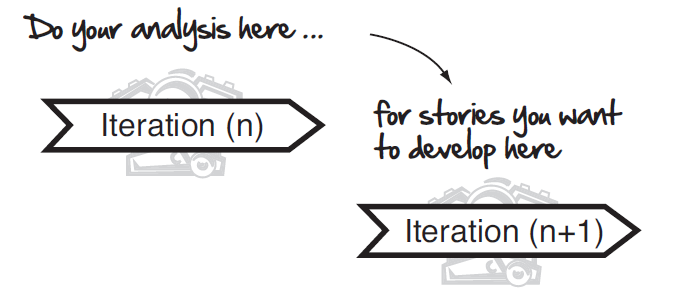 Do your analysis here ...
Iteration (n)
for stories you want
to develop here
Iteration (n+1)